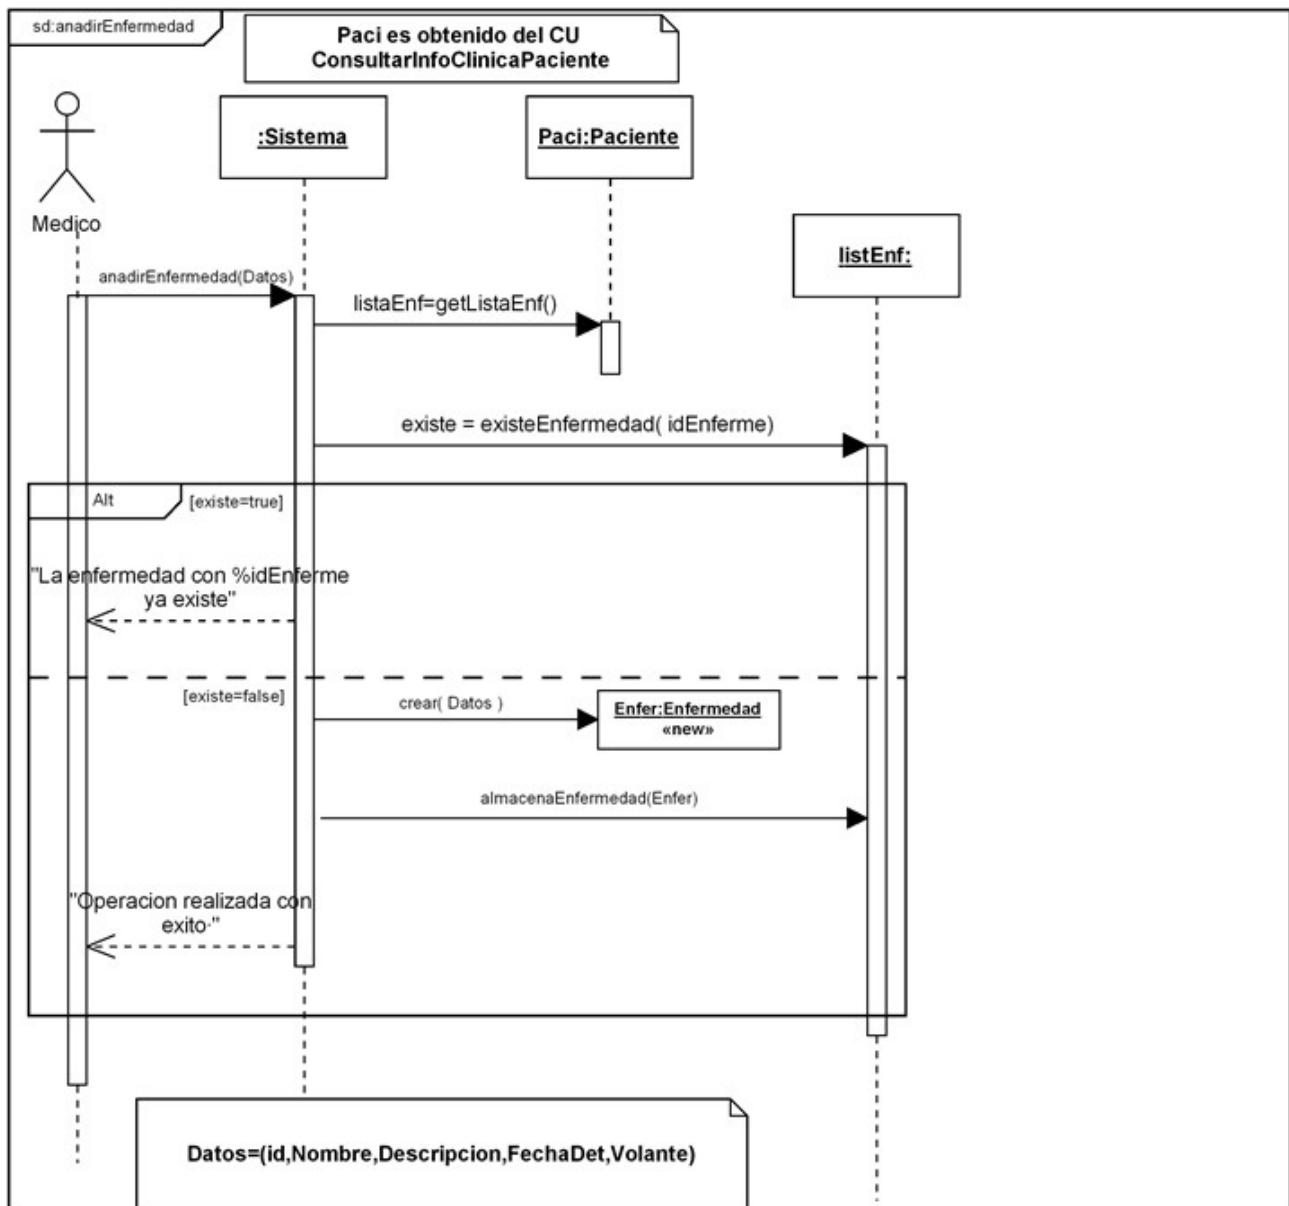 sd:anadirEnfermedad
Paci es obtenido del CU
ConsultarInfoClinicaPaciente
:Sistema
Paci:Paciente
Medico
listEnf:
anadirEnfermedad(Datos)
listaEnf=getListaEnf()
existe = existeEnfermedad( idEnferme)
Alt
[existe=true]
"La enfermedad con %idEnferme
ya existe"
[existe=false]
crear( Datos )
Enfer:Enfermedad
«new»
almacenaEnfermedad(Enfer)
"Operacion realizada con
exito·"
Datos=(id,Nombre,Descripcion,FechaDet,Volante)